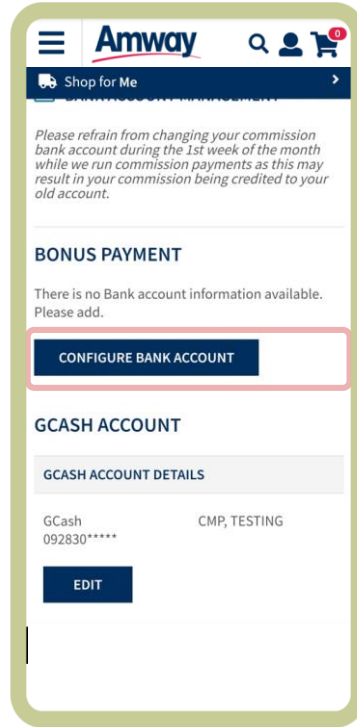 Amway
0
Shop for Me
BANK ACCOUNT MANAGEMENT
Please refrain from changing your commission
bank account during the 1st week of the month
while we run commission payments as this may
result in your commission being credited to your
old account.
BONUS PAYMENT
There is no Bank account information available.
Please add.
CONFIGURE BANK ACCOUNT
GCASH ACCOUNT
GCASH ACCOUNT DETAILS
GCash CMP, TESTING
092830*****
EDIT